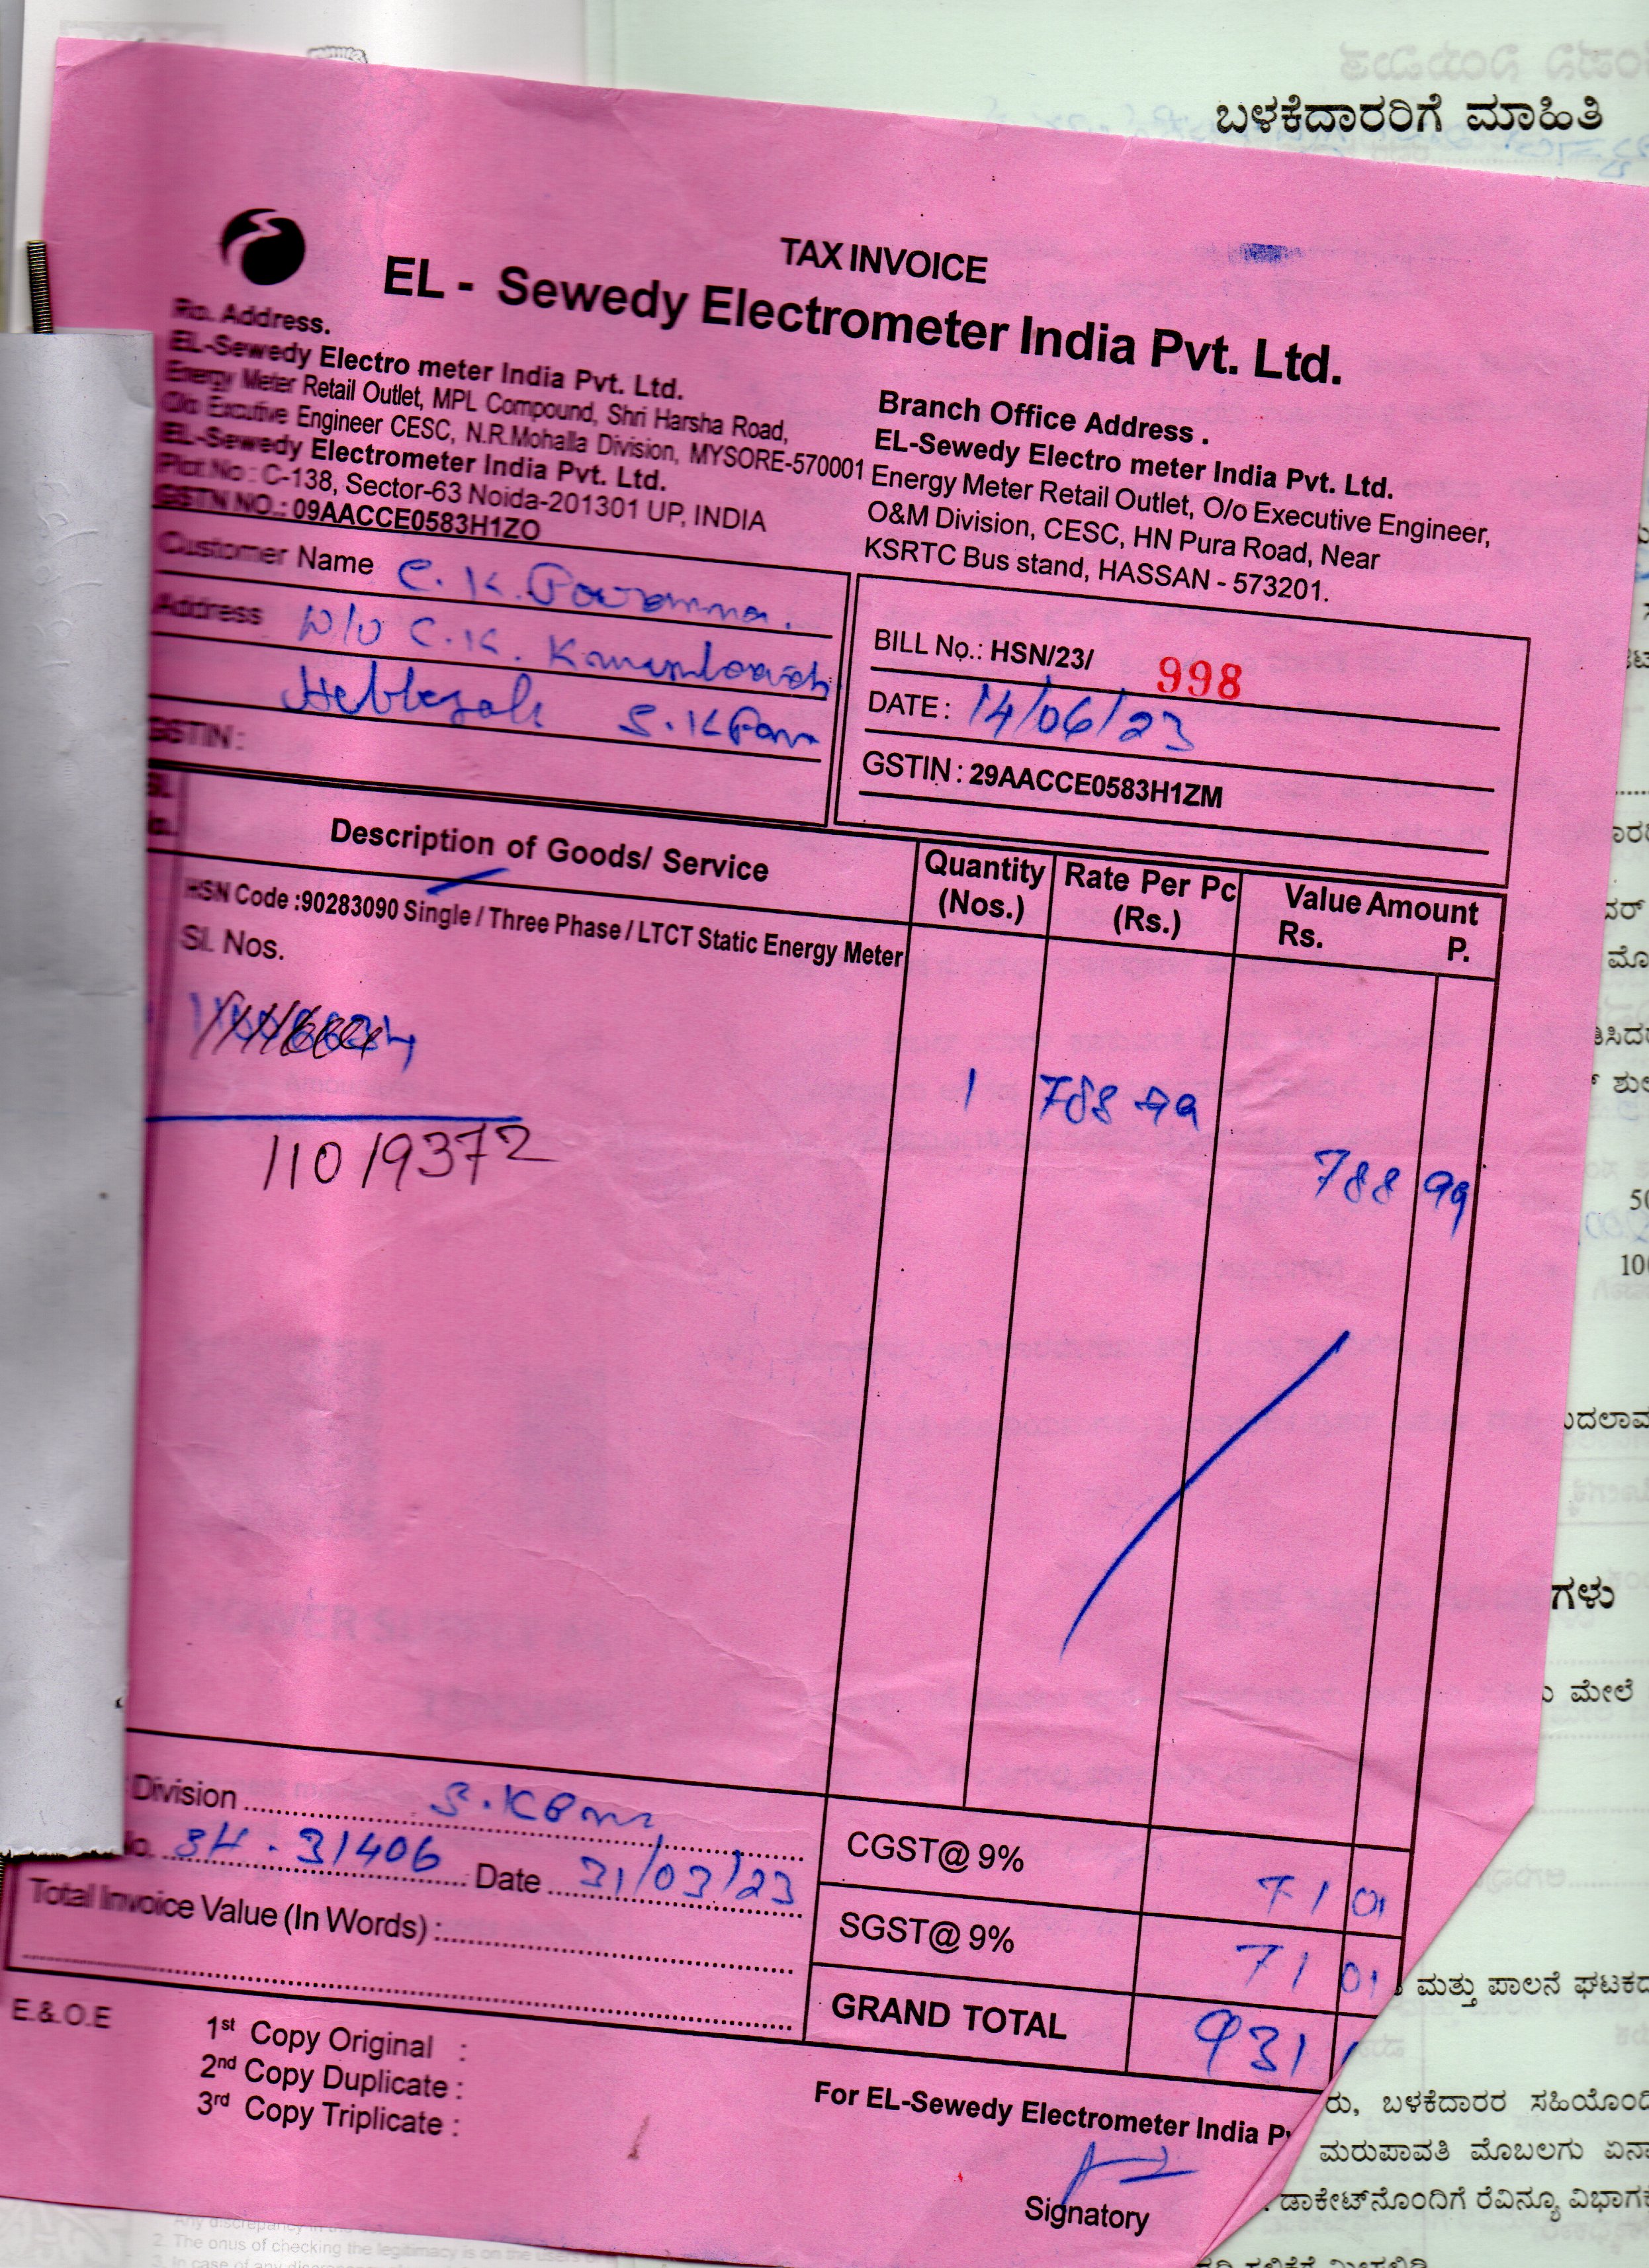 ಬಳಕೆದಾರರಿಗೆ ಮಾಹಿತಿ
TAX INVOICE
EL - Sewedy Electrometer India Pvt. Ltd.
Address.
EL-Sewedy Electro meter India Pvt. Ltd.
Energy Meter Retail Outlet, MPL Compound, Shri Harsha Road,
O/o Excutive Engineer CESC, N.R.Mohalla Division, MYSORE-570001
EL-Sewedy Electrometer India Pvt. Ltd.
Plot.No : C-138, Sector-63 Noida-201301 UP, INDIA
GSTN NO.: 09AACCE0583H1ZO
Branch Office Address .
EL-Sewedy Electro meter India Pvt. Ltd.
Energy Meter Retail Outlet, O/o Executive Engineer,
O&M Division, CESC, HN Pura Road, Near
KSRTC Bus stand, HASSAN - 573201.
Customer Name C. K.
Address W/O C.K.
GSTIN :
BILL No.: HSN/23/ 998
DATE : 14/06/23
GSTIN : 29AACCE0583H1ZM
Description of Goods/ Service
Quantity (Nos.)
Rate Per Pc (Rs.)
Value Amount
Rs. P.
HSN Code :90283090 Single / Three Phase / LTCT Static Energy Meter
Sl. Nos.
1 788 99
788 99
11019372
Division
No. 34 - 31406 Date 31/03/23
Total Invoice Value (In Words) :
CGST@ 9% 71 01
SGST@ 9% 71 01
GRAND TOTAL 931
E.&.O.E
1st Copy Original :
2nd Copy Duplicate :
3rd Copy Triplicate :
For EL-Sewedy Electrometer India
Signatory
ಗಳು
ಮೇಲೆ
ಮತ್ತು ಪಾಲನೆ
ರು, ಬಳಕೆದಾರರ
ಮರುಪಾವತಿ ಮೊಬಲಗು
ಡಾಕೇಟ್‌ನೊಂದಿಗೆ ರೆವಿನ್ಯೂ